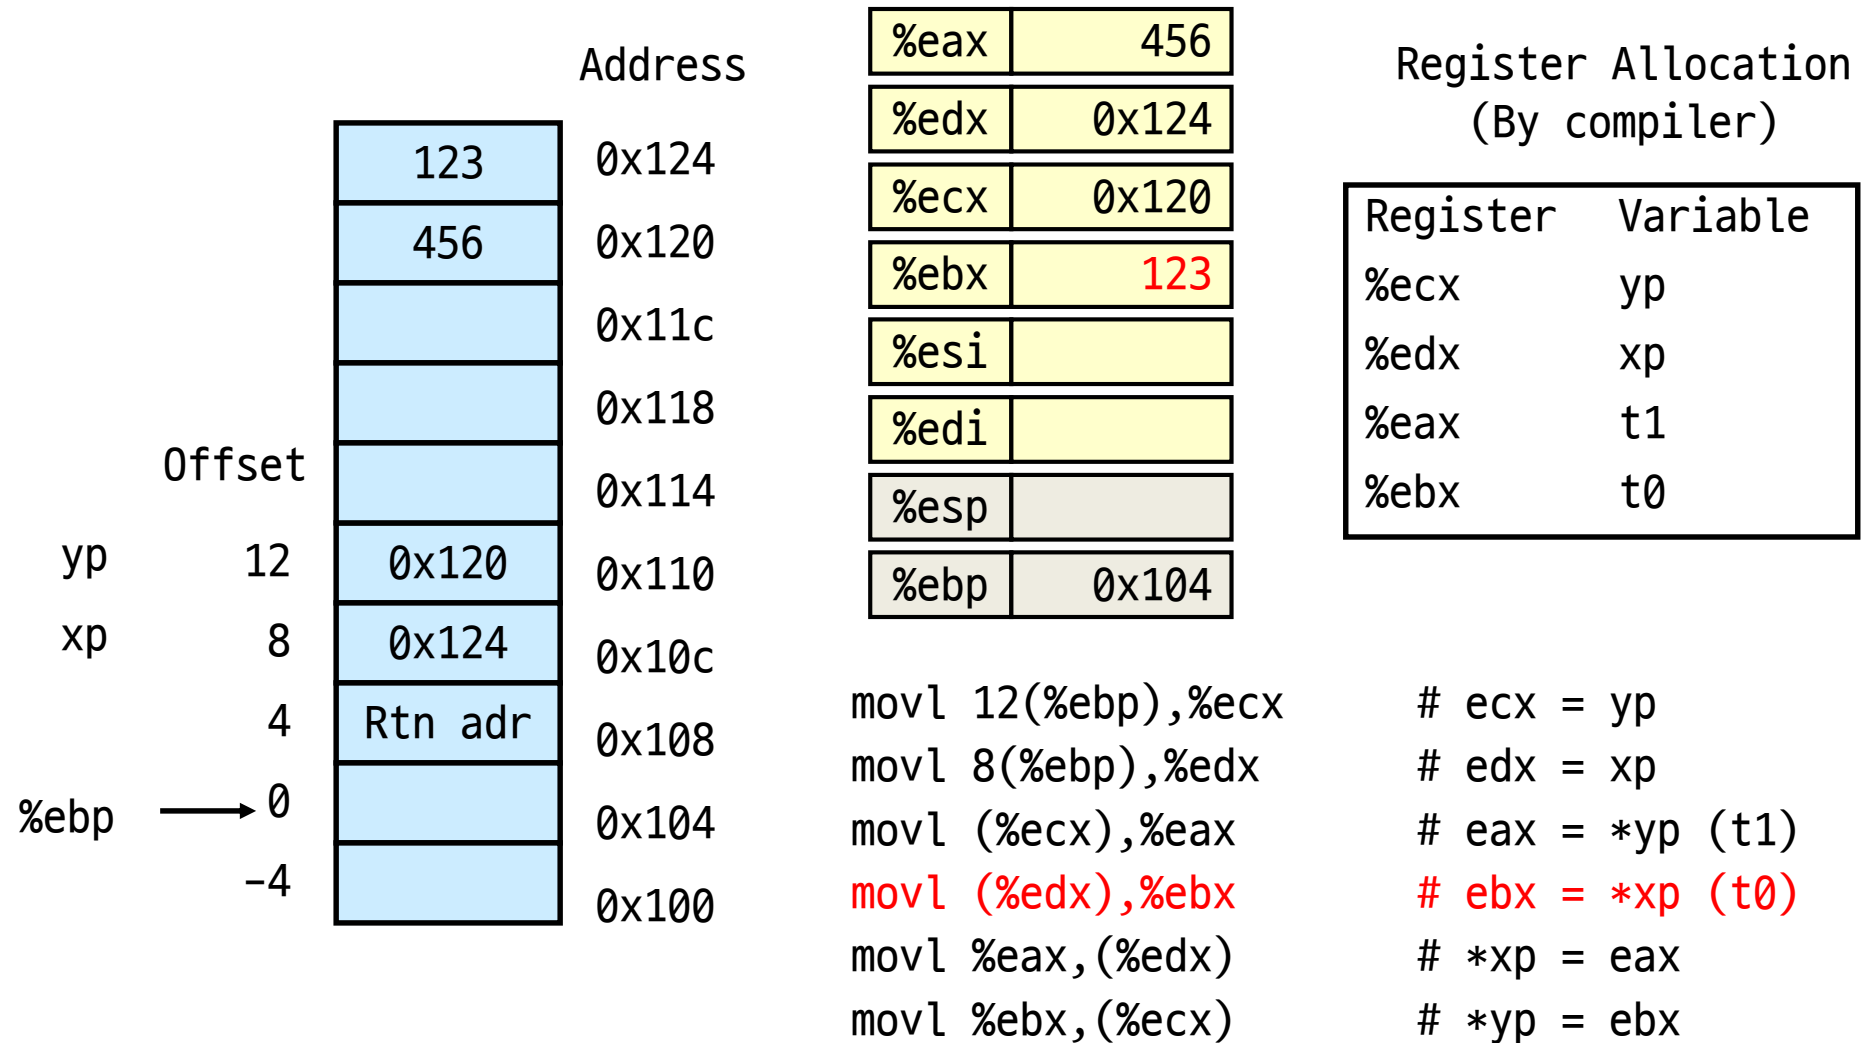 Address
123 0x124
456 0x120
0x11c
0x118
Offset 0x114
yp 12 0x120 0x110
xp 8 0x124 0x10c
4 Rtn adr 0x108
%ebp 0 0x104
-4 0x100
%eax 456
%edx 0x124
%ecx 0x120
%ebx 123
%esi
%edi
%esp
%ebp 0x104
Register Allocation
(By compiler)
Register Variable
%ecx yp
%edx xp
%eax t1
%ebx t0
movl 12(%ebp),%ecx # ecx = yp
movl 8(%ebp),%edx # edx = xp
movl (%ecx),%eax # eax = *yp (t1)
movl (%edx),%ebx # ebx = *xp (t0)
movl %eax,(%edx) # *xp = eax
movl %ebx,(%ecx) # *yp = ebx